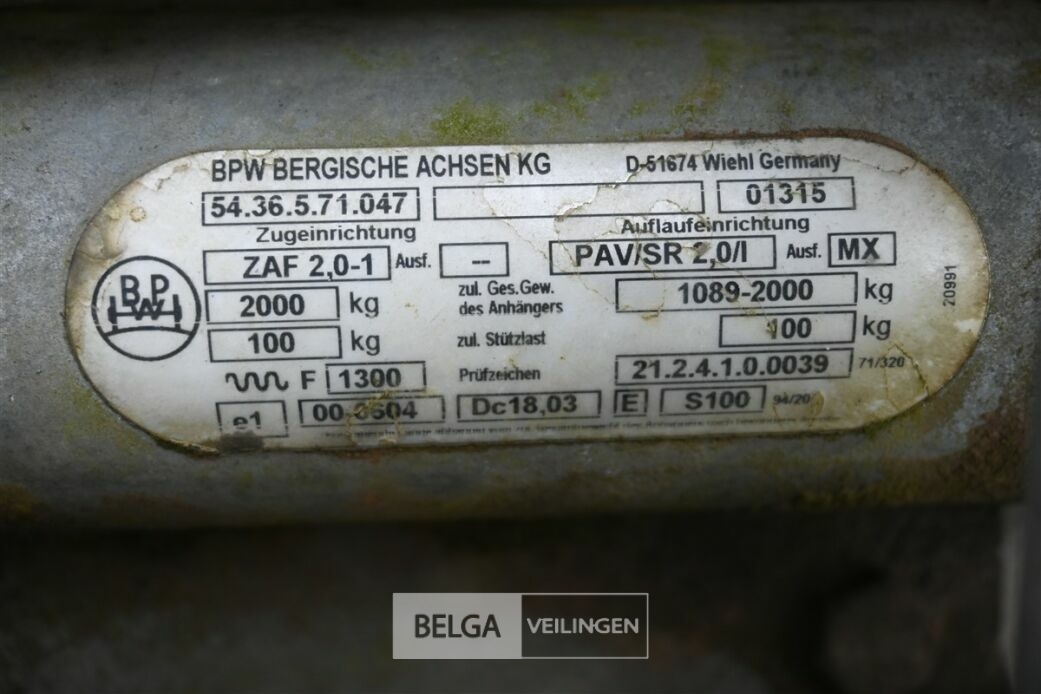 BPW BERGISCHE ACHSEN KG D-51674 Wiehl Germany
54.36.5.71.047 01315
Zugeinrichtung Auflaufeinrichtung
ZAF 2,0-1 Ausf. -- PAV/SR 2,0/I Ausf. MX
2000 kg zul. Ges.Gew. des Anhängers 1089-2000 kg
100 kg zul. Stützlast 100 kg
F 1300 Prüfzeichen 21.2.4.1.0.0039 71/320
e1 00-0504 Dc18,03 E S100
BPW
20991
BELGA VEILINGEN